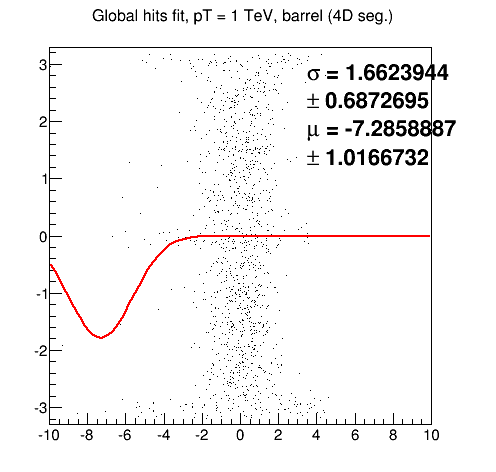 Global hits fit, pT = 1 TeV, barrel (4D seg.)
σ = 1.6623944
± 0.6872695
μ = -7.2858887
± 1.0166732
3
2
1
0
-1
-2
-3
-10 -8 -6 -4 -2 0 2 4 6 8 10